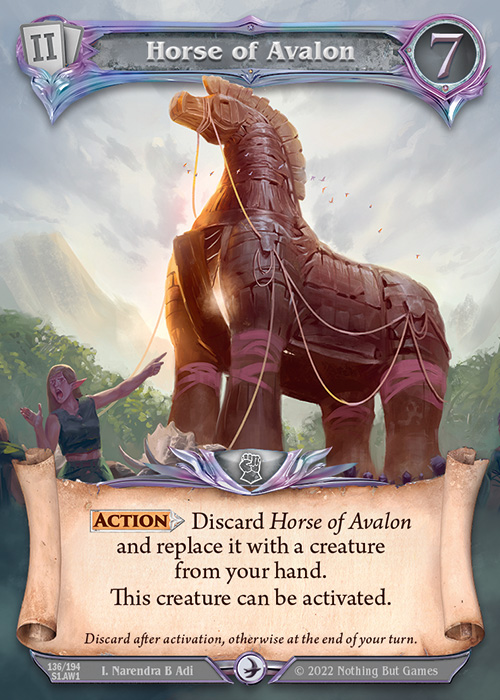 II
Horse of Avalon
7
ACTION Discard Horse of Avalon
and replace it with a creature
from your hand.
This creature can be activated.
Discard after activation, otherwise at the end of your turn.
136/194
S1.AW1
I. Narendra B Adi
© 2022 Nothing But Games